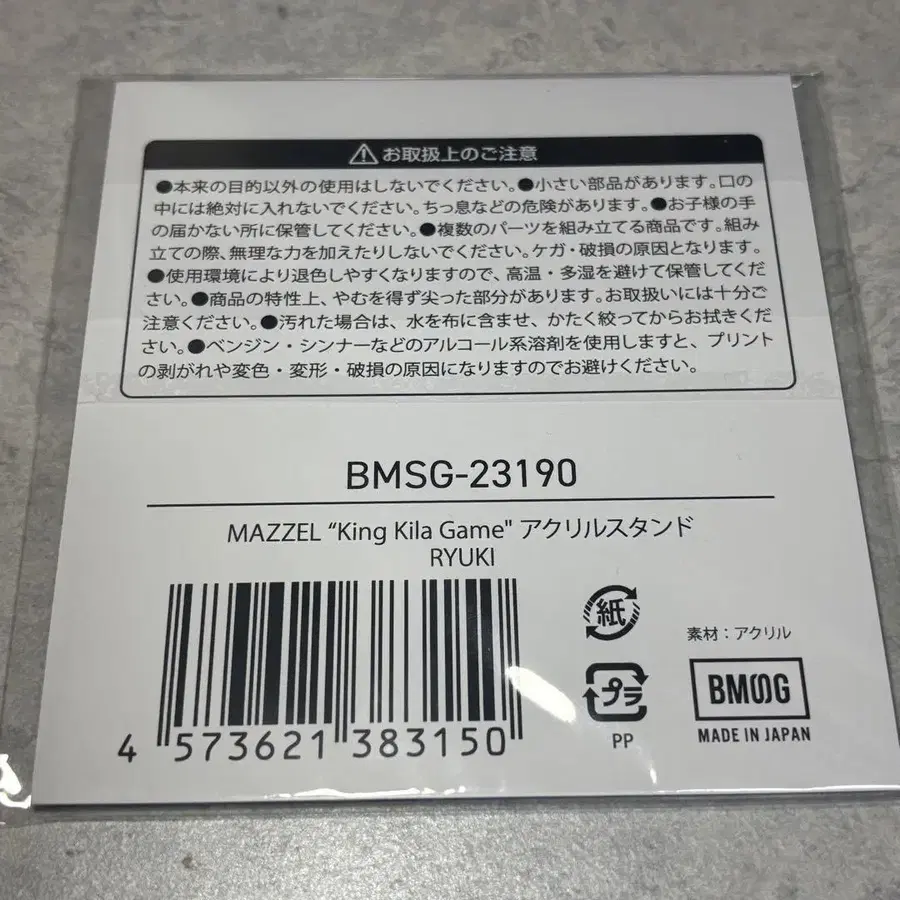 ⚠お取扱上のご注意
●本来の目的以外の使用はしないでください。●小さい部品があります。口の
中には絶対に入れないでください。ちっ息などの危険があります。●お子様の手
の届かない所に保管してください。●複数のパーツを組み立てる商品です。組み
立ての際、無理な力を加えたりしないでください。ケガ・破損の原因となります。
●使用環境により退色しやすくなりますので、高温・多湿を避けて保管してくだ
さい。●商品の特性上、やむを得ず尖った部分があります。お取扱いには十分ご
注意ください。●汚れた場合は、水を布に含ませ、かたく絞ってからお拭きくだ
さい。●ベンジン・シンナーなどのアルコール系溶剤を使用しますと、プリント
の剥がれや変色・変形・破損の原因になりますのでお避けください。
BMSG-23190
MAZZEL “King Kila Game" アクリルスタンド
RYUKI
4 573621 383150
紙
プラ
PP
素材：アクリル
BMSG
MADE IN JAPAN